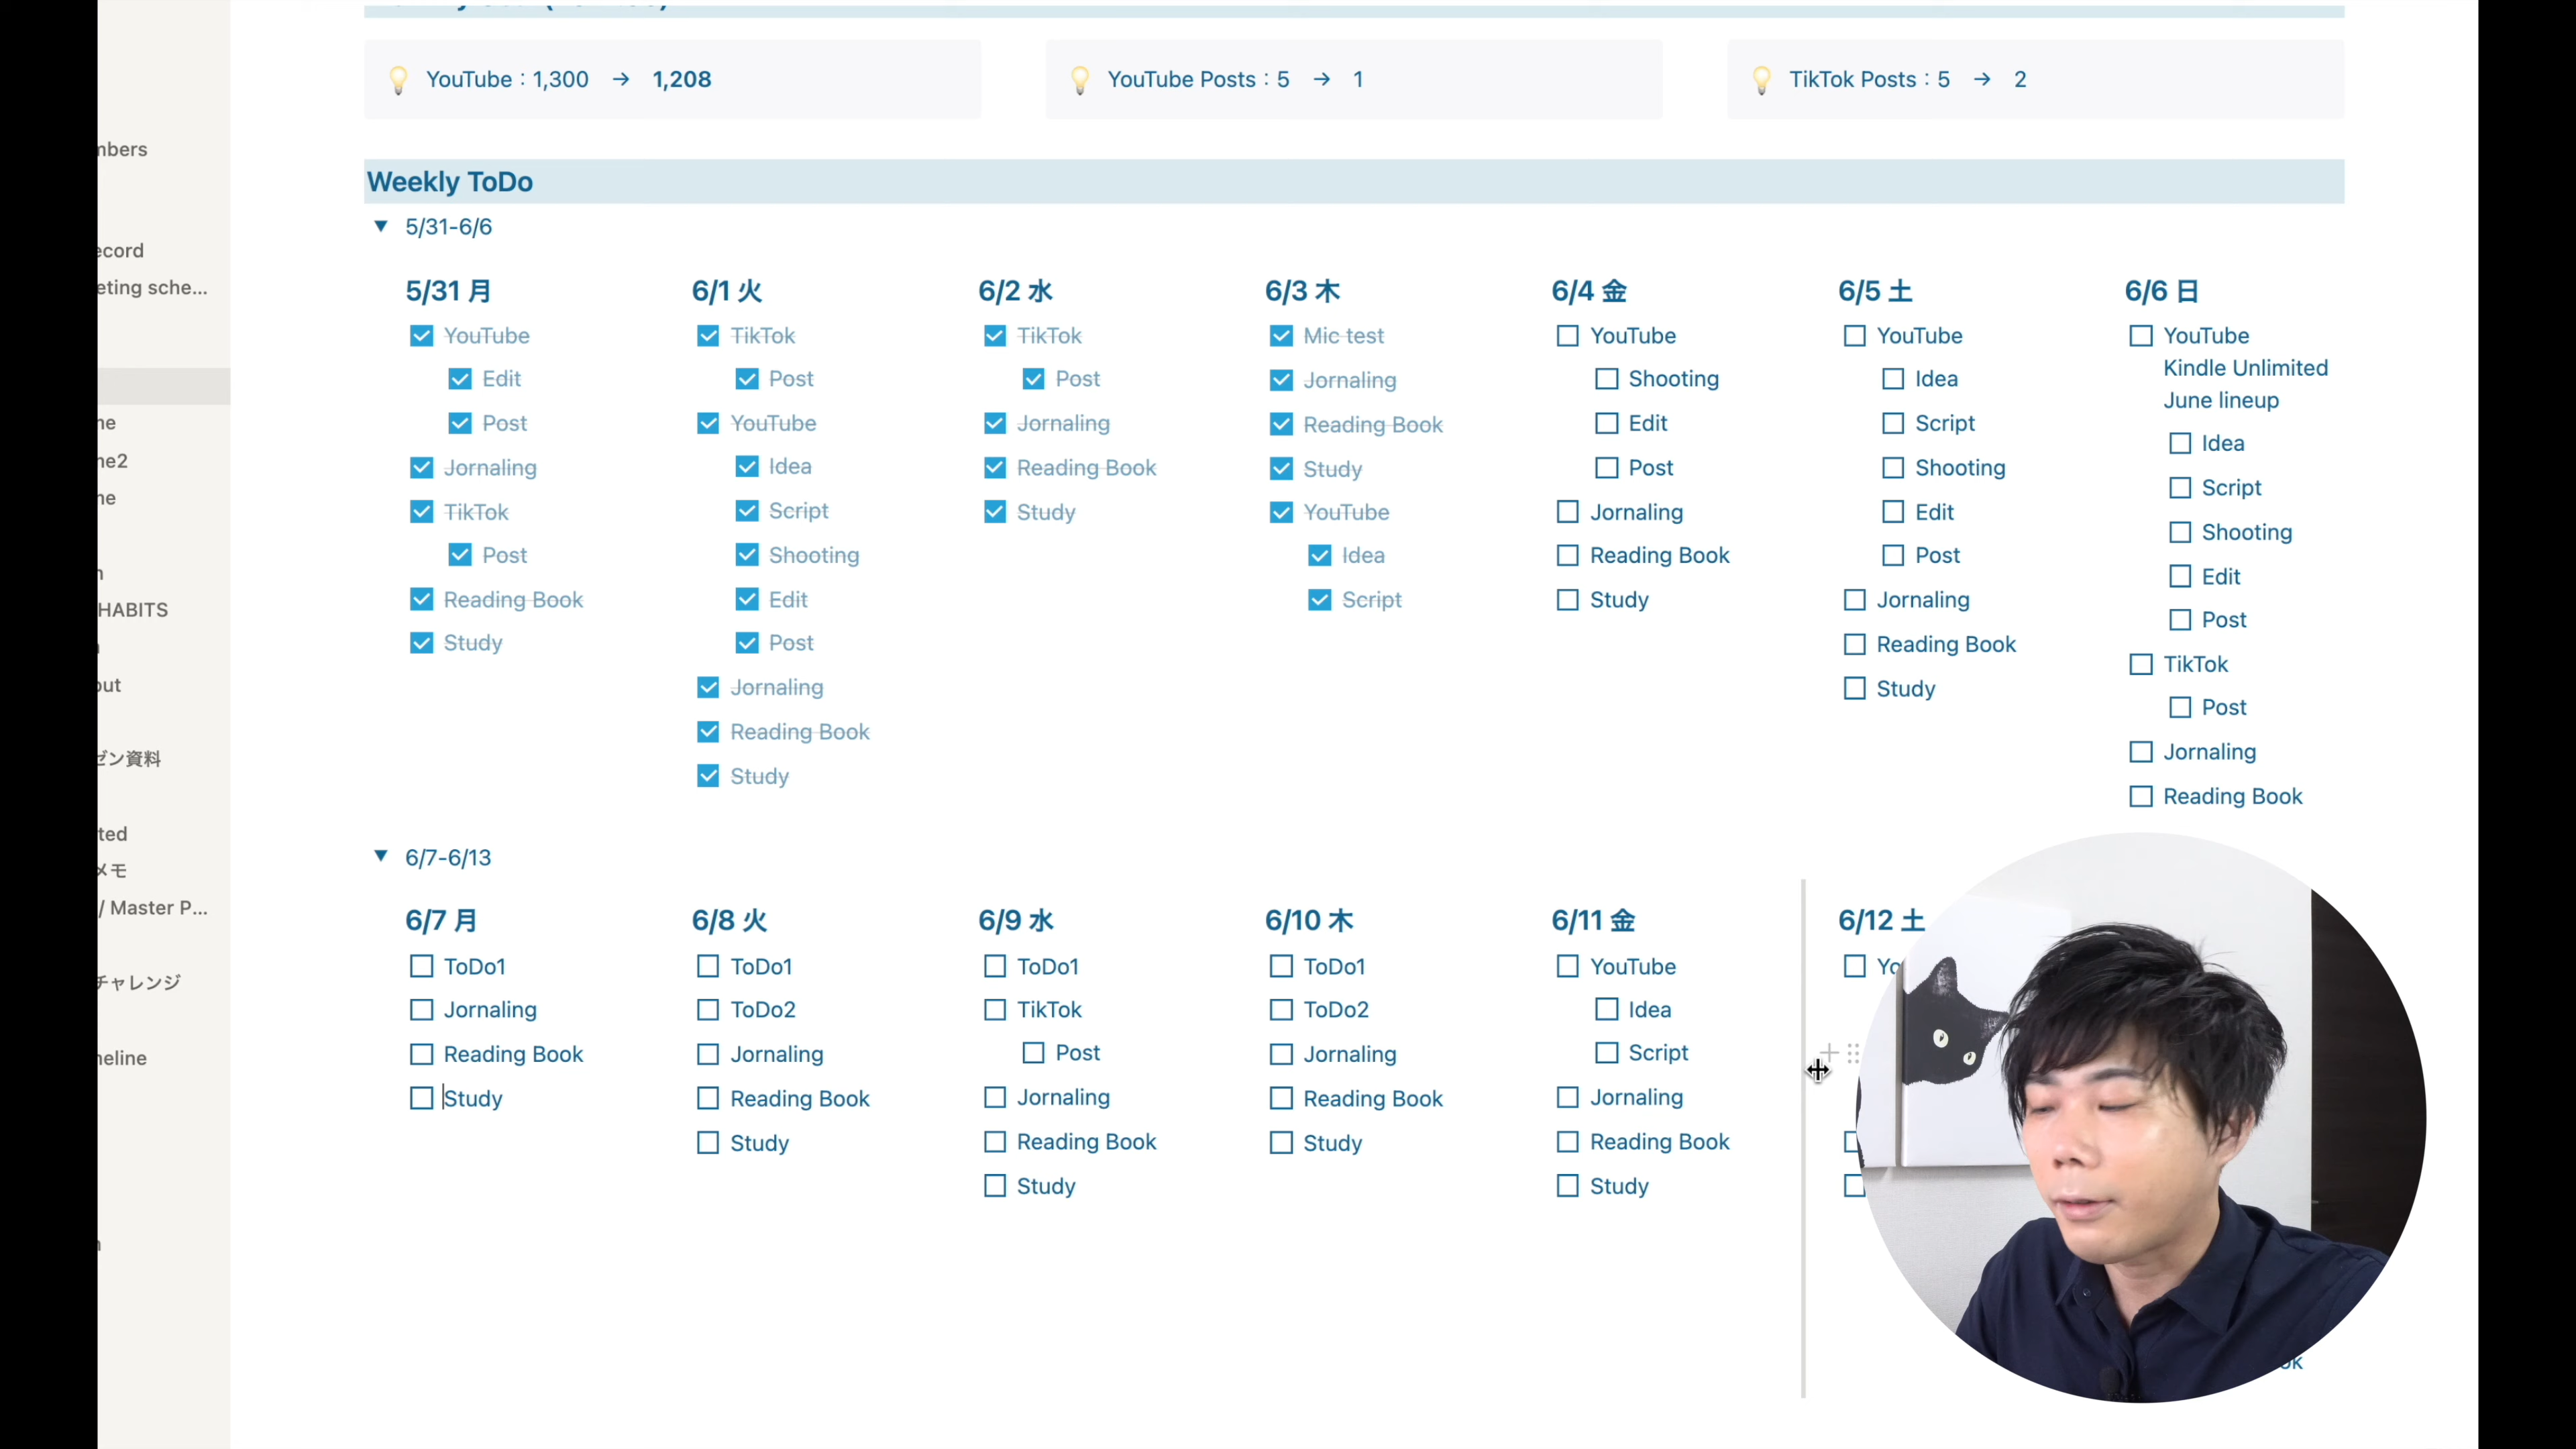 YouTube : 1,300 → 1,208
YouTube Posts : 5 → 1
TikTok Posts : 5 → 2
Weekly ToDo
5/31-6/6
5/31 月
YouTube
Edit
Post
Jornaling
TikTok
Post
Reading Book
Study
6/1 火
TikTok
Post
YouTube
Idea
Script
Shooting
Edit
Post
Jornaling
Reading Book
Study
6/2 水
TikTok
Post
Jornaling
Reading Book
Study
6/3 木
Mic test
Jornaling
Reading Book
Study
YouTube
Idea
Script
6/4 金
YouTube
Shooting
Edit
Post
Jornaling
Reading Book
Study
6/5 土
YouTube
Idea
Script
Shooting
Edit
Post
Jornaling
Reading Book
Study
6/6 日
YouTube
Kindle Unlimited
June lineup
Idea
Script
Shooting
Edit
Post
TikTok
Post
Jornaling
Reading Book
6/7-6/13
6/7 月
ToDo1
Jornaling
Reading Book
Study
6/8 火
ToDo1
ToDo2
Jornaling
Reading Book
Study
6/9 水
ToDo1
TikTok
Post
Jornaling
Reading Book
Study
6/10 木
ToDo1
ToDo2
Jornaling
Reading Book
Study
6/11 金
YouTube
Idea
Script
Jornaling
Reading Book
Study
6/12 土
mbers
ecord
eting sche...
ne
ne2
ne
HABITS
out
ゼン資料
ted
メモ
/ Master P...
チャレンジ
neline